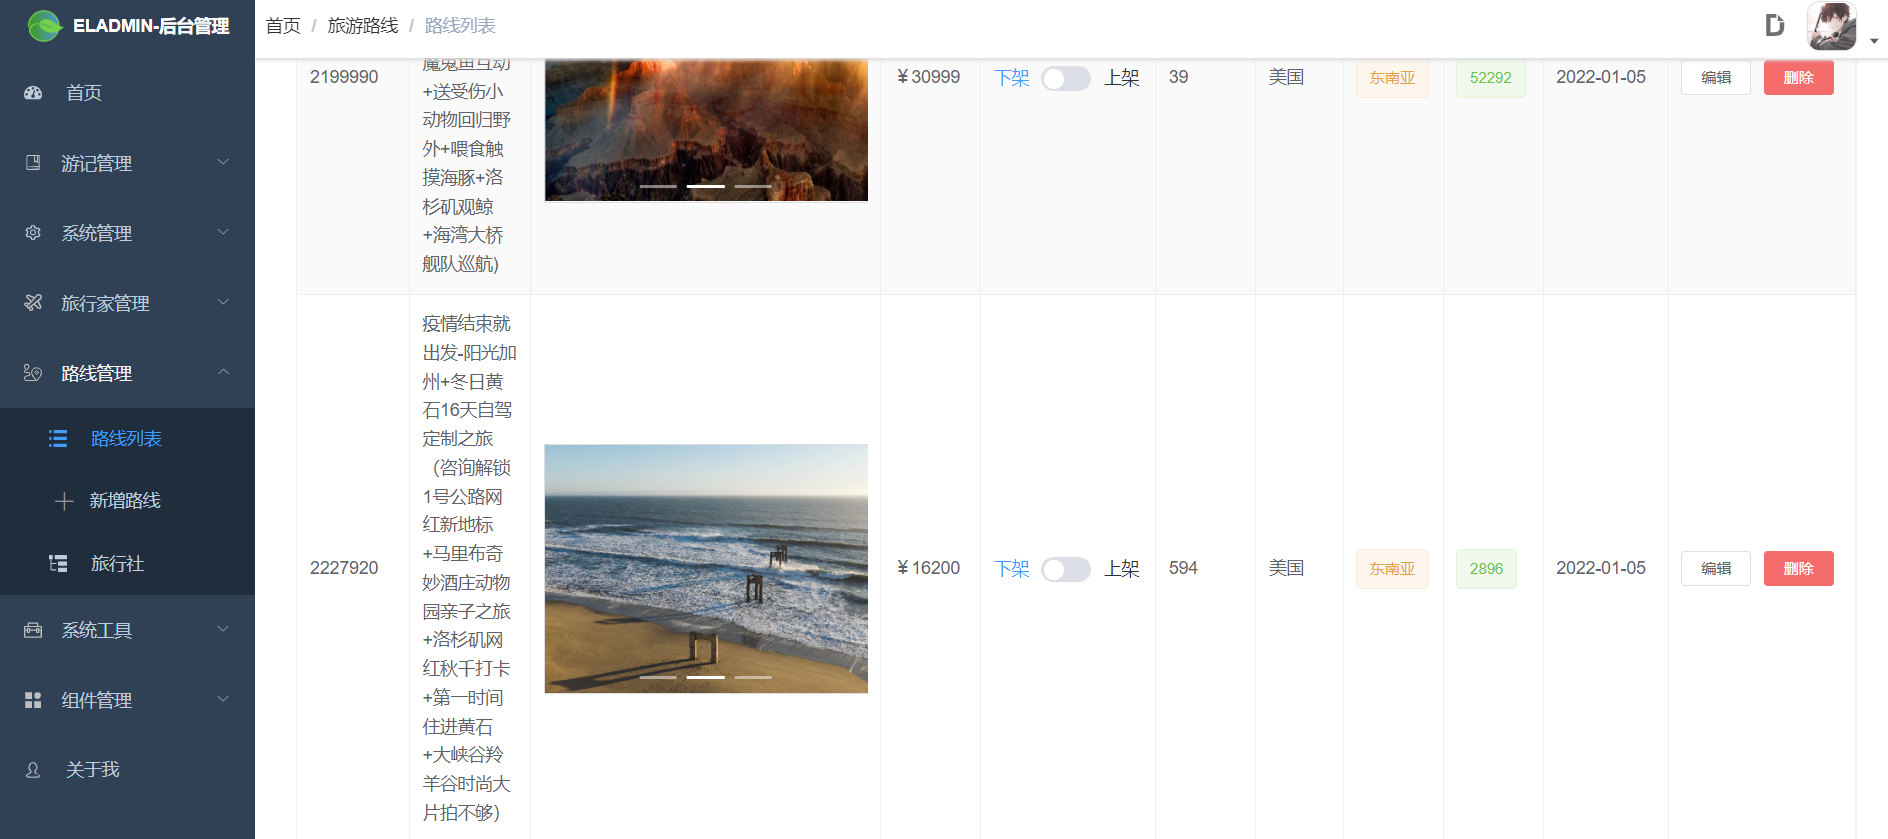 ELADMIN-后台管理
首页 / 旅游路线 / 路线列表
首页
游记管理
系统管理
旅行家管理
路线管理
路线列表
新增路线
旅行社
系统工具
组件管理
关于我
2199990
魔鬼鱼互动
+送受伤小
动物回归野
外+喂食触
摸海豚+洛
杉矶观鲸
+海湾大桥
舰队巡航)
¥30999
下架 上架
39
美国
东南亚
52292
2022-01-05
编辑
删除
2227920
疫情结束就
出发-阳光加
州+冬日黄
石16天自驾
定制之旅
（咨询解锁
1号公路网
红新地标
+马里布奇
妙酒庄动物
园亲子之旅
+洛杉矶网
红秋千打卡
+第一时间
住进黄石
+大峡谷羚
羊谷时尚大
片拍不够）
¥16200
下架 上架
594
美国
东南亚
2896
2022-01-05
编辑
删除